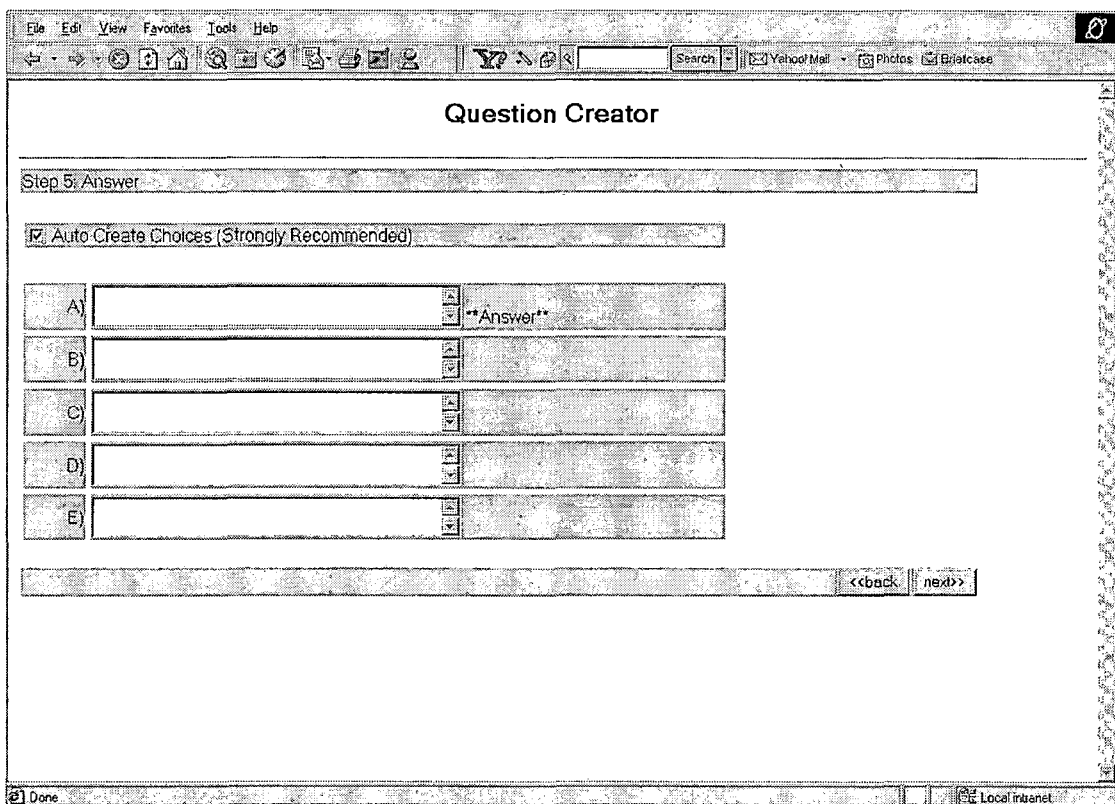 File Edit View Favorites Tools Help
Search Yahoo! Mail Photos Briefcase
Question Creator
Step 5: Answer
Auto Create Choices (Strongly Recommended)
A) **Answer**
B)
C)
D)
E)
<<back next>>
Done Local intranet